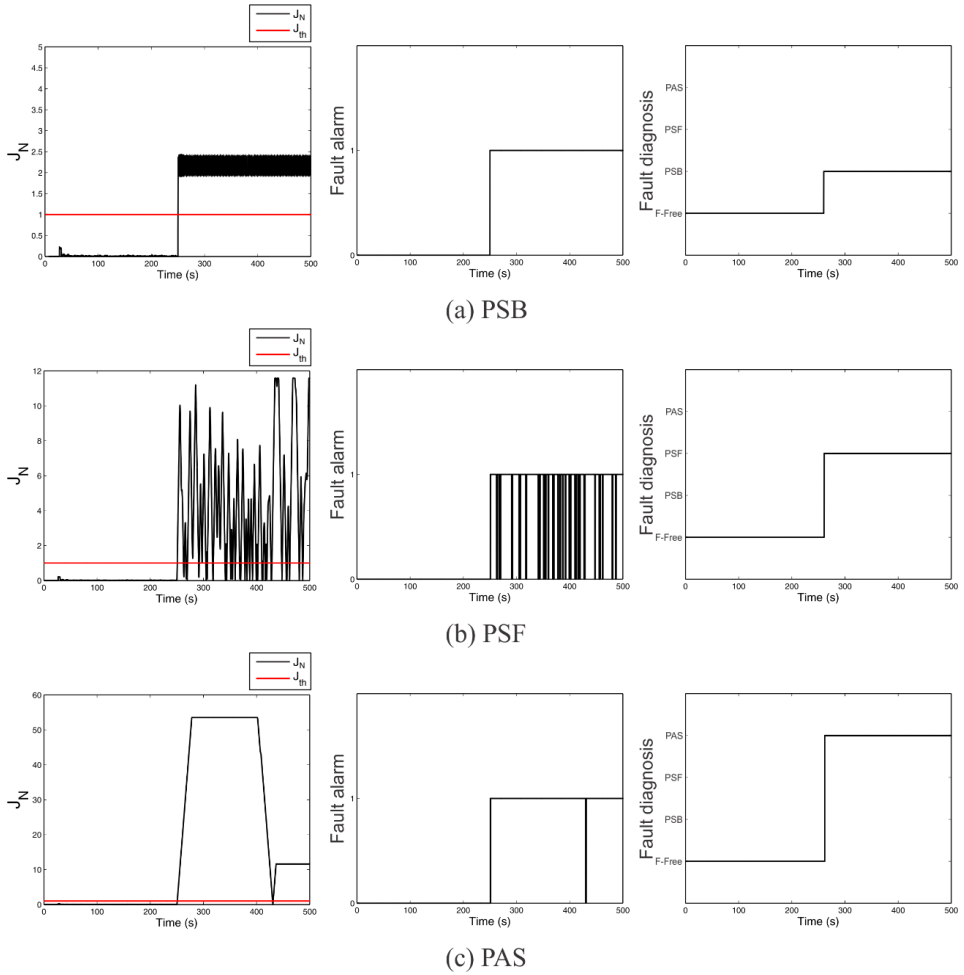 J_N
J_th
5
4.5
4
3.5
3
2.5
2
1.5
1
0.5
0
J_N
0 100 200 300 400 500
Time (s)
Fault alarm
1
0
0 100 200 300 400 500
Time (s)
Fault diagnosis
PAS
PSF
PSB
F-Free
0 100 200 300 400 500
Time (s)
(a) PSB
J_N
J_th
12
10
8
6
4
2
0
J_N
0 100 200 300 400 500
Time (s)
Fault alarm
1
0
0 100 200 300 400 500
Time (s)
Fault diagnosis
PAS
PSF
PSB
F-Free
0 100 200 300 400 500
Time (s)
(b) PSF
J_N
J_th
60
50
40
30
20
10
0
J_N
0 100 200 300 400 500
Time (s)
Fault alarm
1
0
0 100 200 300 400 500
Time (s)
Fault diagnosis
PAS
PSF
PSB
F-Free
0 100 200 300 400 500
Time (s)
(c) PAS